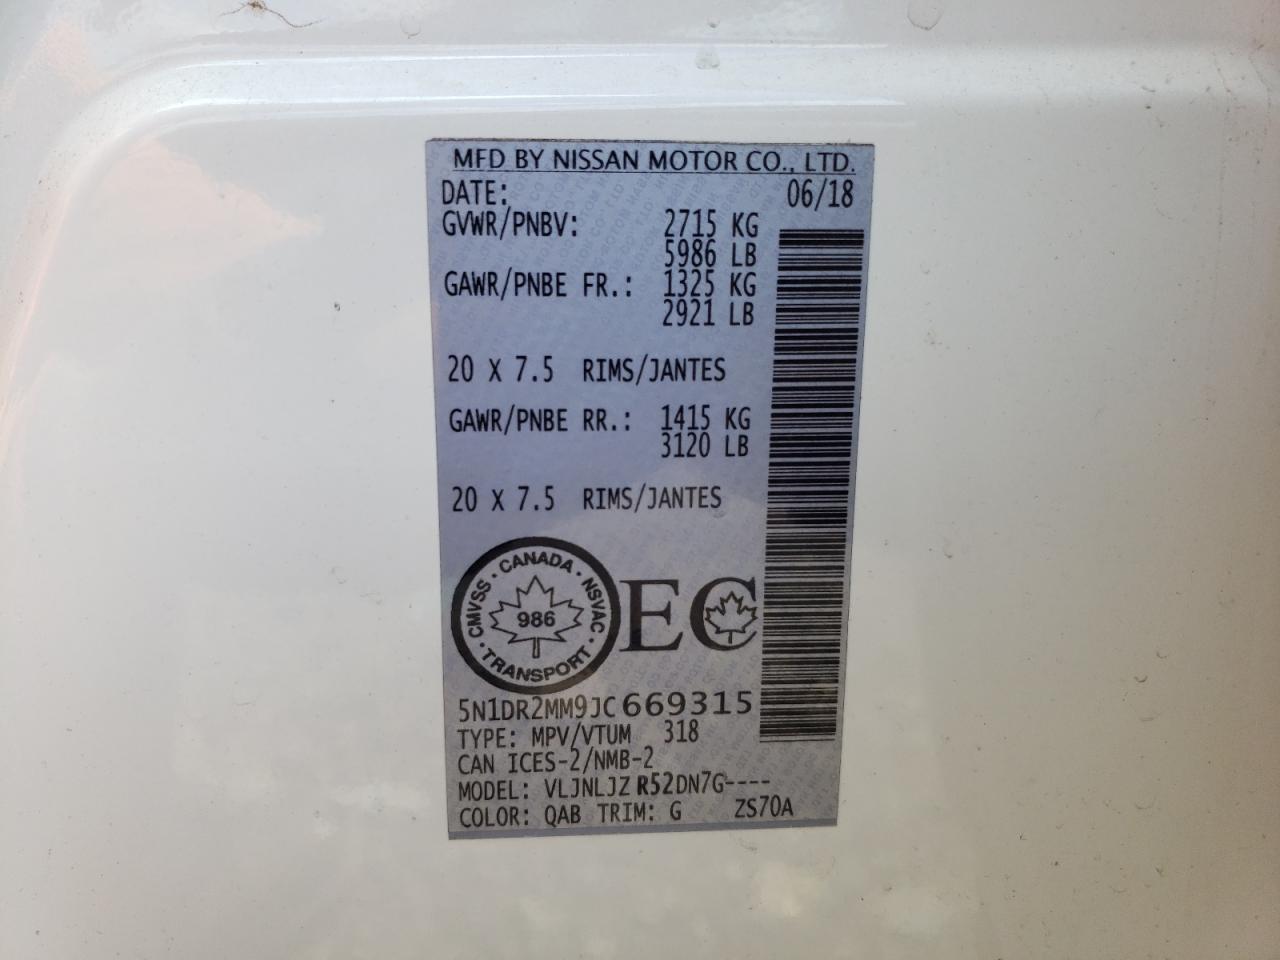 MFD BY NISSAN MOTOR CO., LTD.
DATE: 06/18
GVWR/PNBV: 2715 KG
5986 LB
GAWR/PNBE FR.: 1325 KG
2921 LB
20 X 7.5 RIMS/JANTES
GAWR/PNBE RR.: 1415 KG
3120 LB
20 X 7.5 RIMS/JANTES
CANADA · NSVAC · TRANSPORT · CMVSS ·
986
EC
5N1DR2MM9JC669315
TYPE: MPV/VTUM 318
CAN ICES-2/NMB-2
MODEL: VLJNLJZ R52DN7G----
COLOR: QAB TRIM: G ZS70A